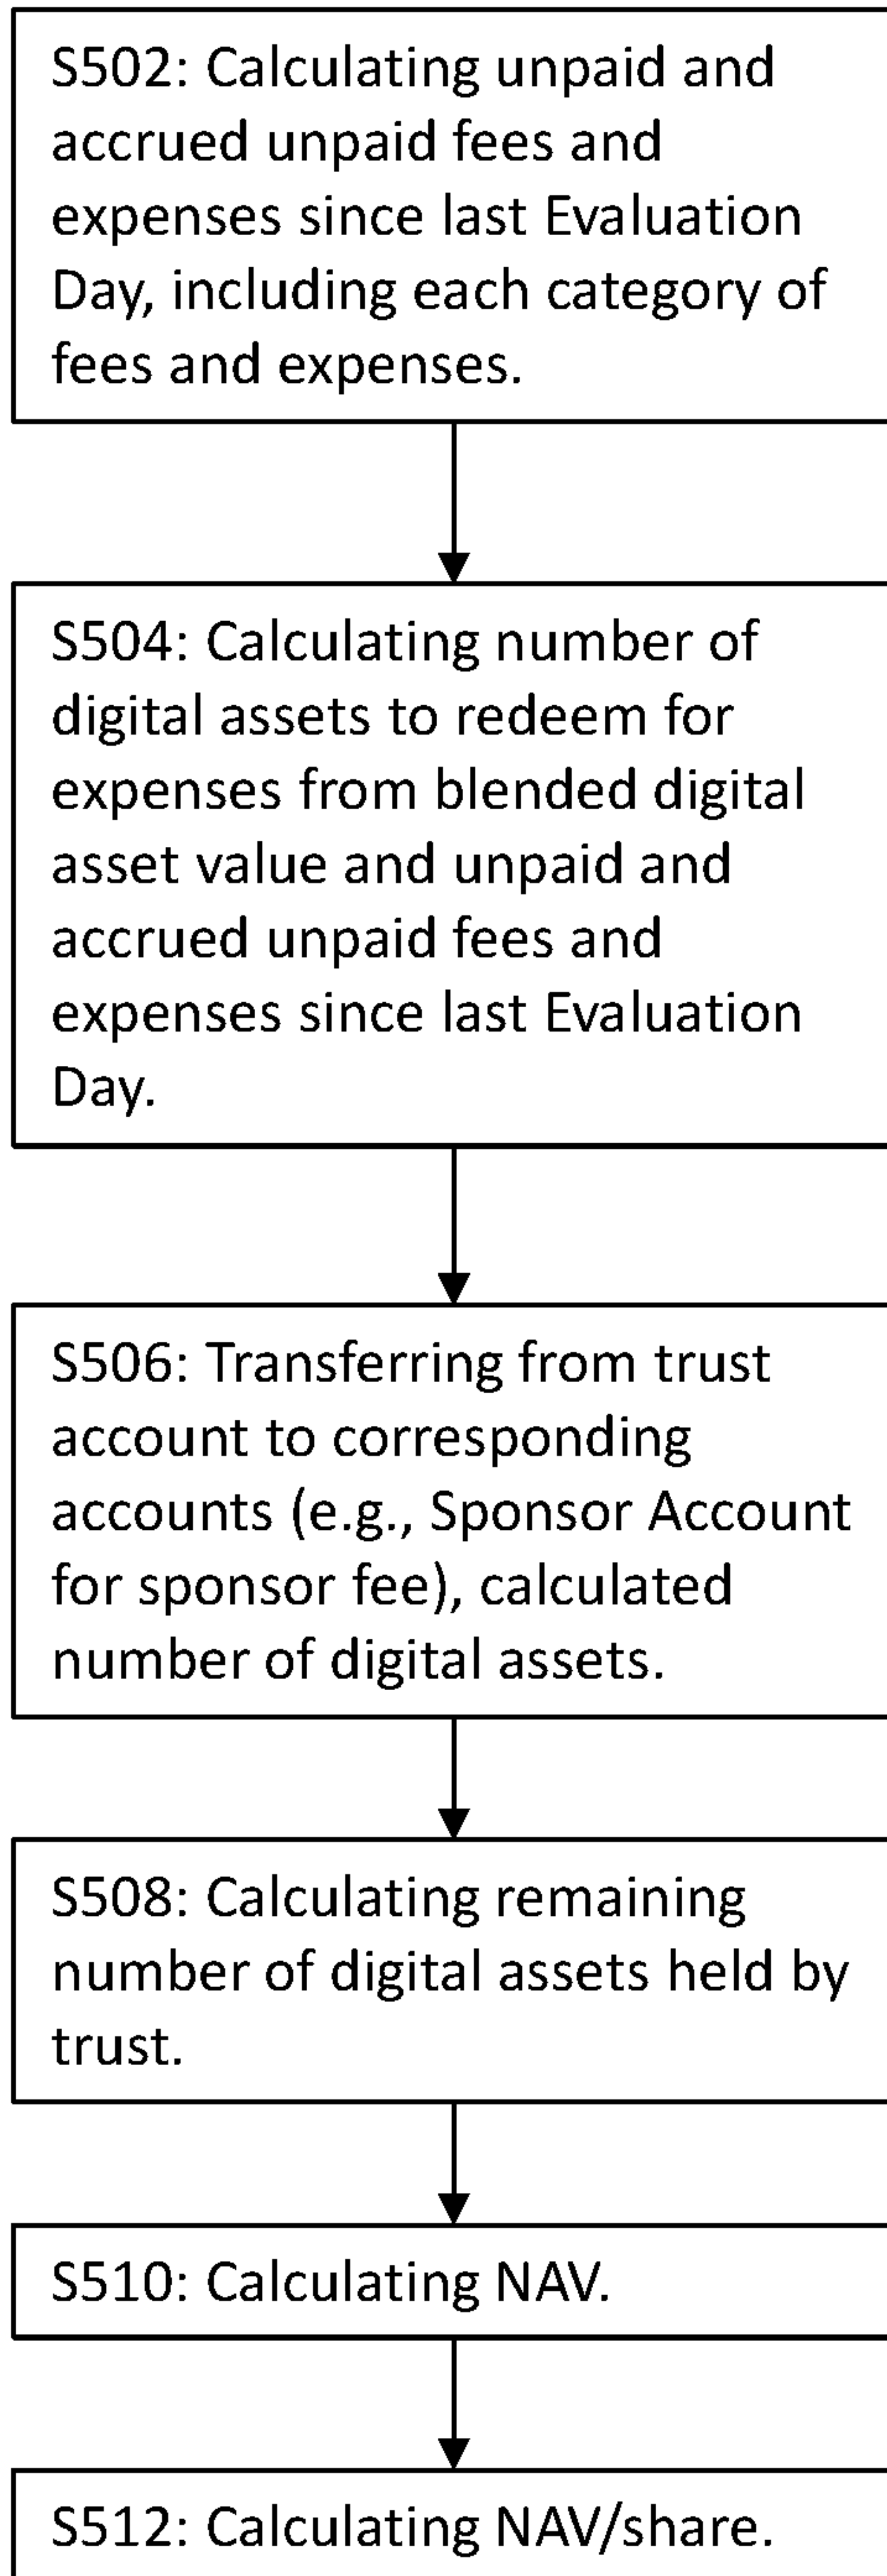 S502: Calculating unpaid and
accrued unpaid fees and
expenses since last Evaluation
Day, including each category of
fees and expenses.
S504: Calculating number of
digital assets to redeem for
expenses from blended digital
asset value and unpaid and
accrued unpaid fees and
expenses since last Evaluation
Day.
S506: Transferring from trust
account to corresponding
accounts (e.g., Sponsor Account
for sponsor fee), calculated
number of digital assets.
S508: Calculating remaining
number of digital assets held by
trust.
S510: Calculating NAV.
S512: Calculating NAV/share.